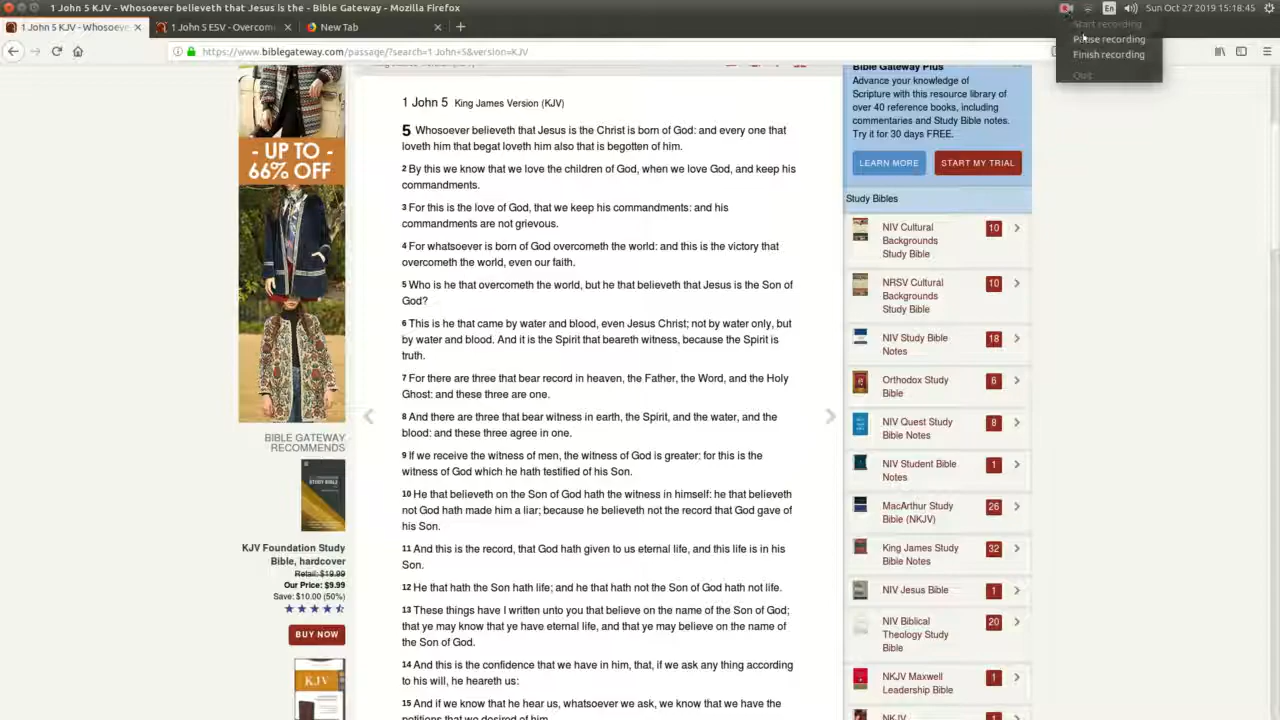 1 John 5 KJV - Whosoever believeth that Jesus is the - Bible Gateway - Mozilla Firefox
En
Sun Oct 27 2019 15:18:45
1 John 5 KJV - Whosoeve
1 John 5 ESV - Overcom
New Tab
Start recording
Pause recording
Finish recording
Quit
https://www.biblegateway.com/passage/?search=1 John+5&version=KJV
- UP TO -
66% OFF
BIBLE GATEWAY
RECOMMENDS
KJV Foundation Study
Bible, hardcover
Retail: $19.99
Our Price: $9.99
Save: $10.00 (50%)
BUY NOW
KJV
1 John 5 King James Version (KJV)
5 Whosoever believeth that Jesus is the Christ is born of God: and every one that
loveth him that begat loveth him also that is begotten of him.
2 By this we know that we love the children of God, when we love God, and keep his
commandments.
3 For this is the love of God, that we keep his commandments: and his
commandments are not grievous.
4 For whatsoever is born of God overcometh the world: and this is the victory that
overcometh the world, even our faith.
5 Who is he that overcometh the world, but he that believeth that Jesus is the Son of
God?
6 This is he that came by water and blood, even Jesus Christ; not by water only, but
by water and blood. And it is the Spirit that beareth witness, because the Spirit is
truth.
7 For there are three that bear record in heaven, the Father, the Word, and the Holy
Ghost: and these three are one.
8 And there are three that bear witness in earth, the Spirit, and the water, and the
blood: and these three agree in one.
9 If we receive the witness of men, the witness of God is greater: for this is the
witness of God which he hath testified of his Son.
10 He that believeth on the Son of God hath the witness in himself: he that believeth
not God hath made him a liar; because he believeth not the record that God gave of
his Son.
11 And this is the record, that God hath given to us eternal life, and this life is in his
Son.
12 He that hath the Son hath life; and he that hath not the Son of God hath not life.
13 These things have I written unto you that believe on the name of the Son of God;
that ye may know that ye have eternal life, and that ye may believe on the name of
the Son of God.
14 And this is the confidence that we have in him, that, if we ask any thing according
to his will, he heareth us:
15 And if we know that he hear us, whatsoever we ask, we know that we have the
petitions that we desired of him.
Bible Gateway Plus
Advance your knowledge of
Scripture with this resource library of
over 40 reference books, including
commentaries and Study Bible notes.
Try it for 30 days FREE.
LEARN MORE
START MY TRIAL
Study Bibles
NIV Cultural 10
Backgrounds
Study Bible
NRSV Cultural 10
Backgrounds
Study Bible
NIV Study Bible 18
Notes
Orthodox Study 6
Bible
NIV Quest Study 8
Bible Notes
NIV Student Bible 1
Notes
MacArthur Study 26
Bible (NKJV)
King James Study 32
Bible Notes
NIV Jesus Bible 1
NIV Biblical 20
Theology Study
Bible
NKJV Maxwell 1
Leadership Bible
NKJV 1